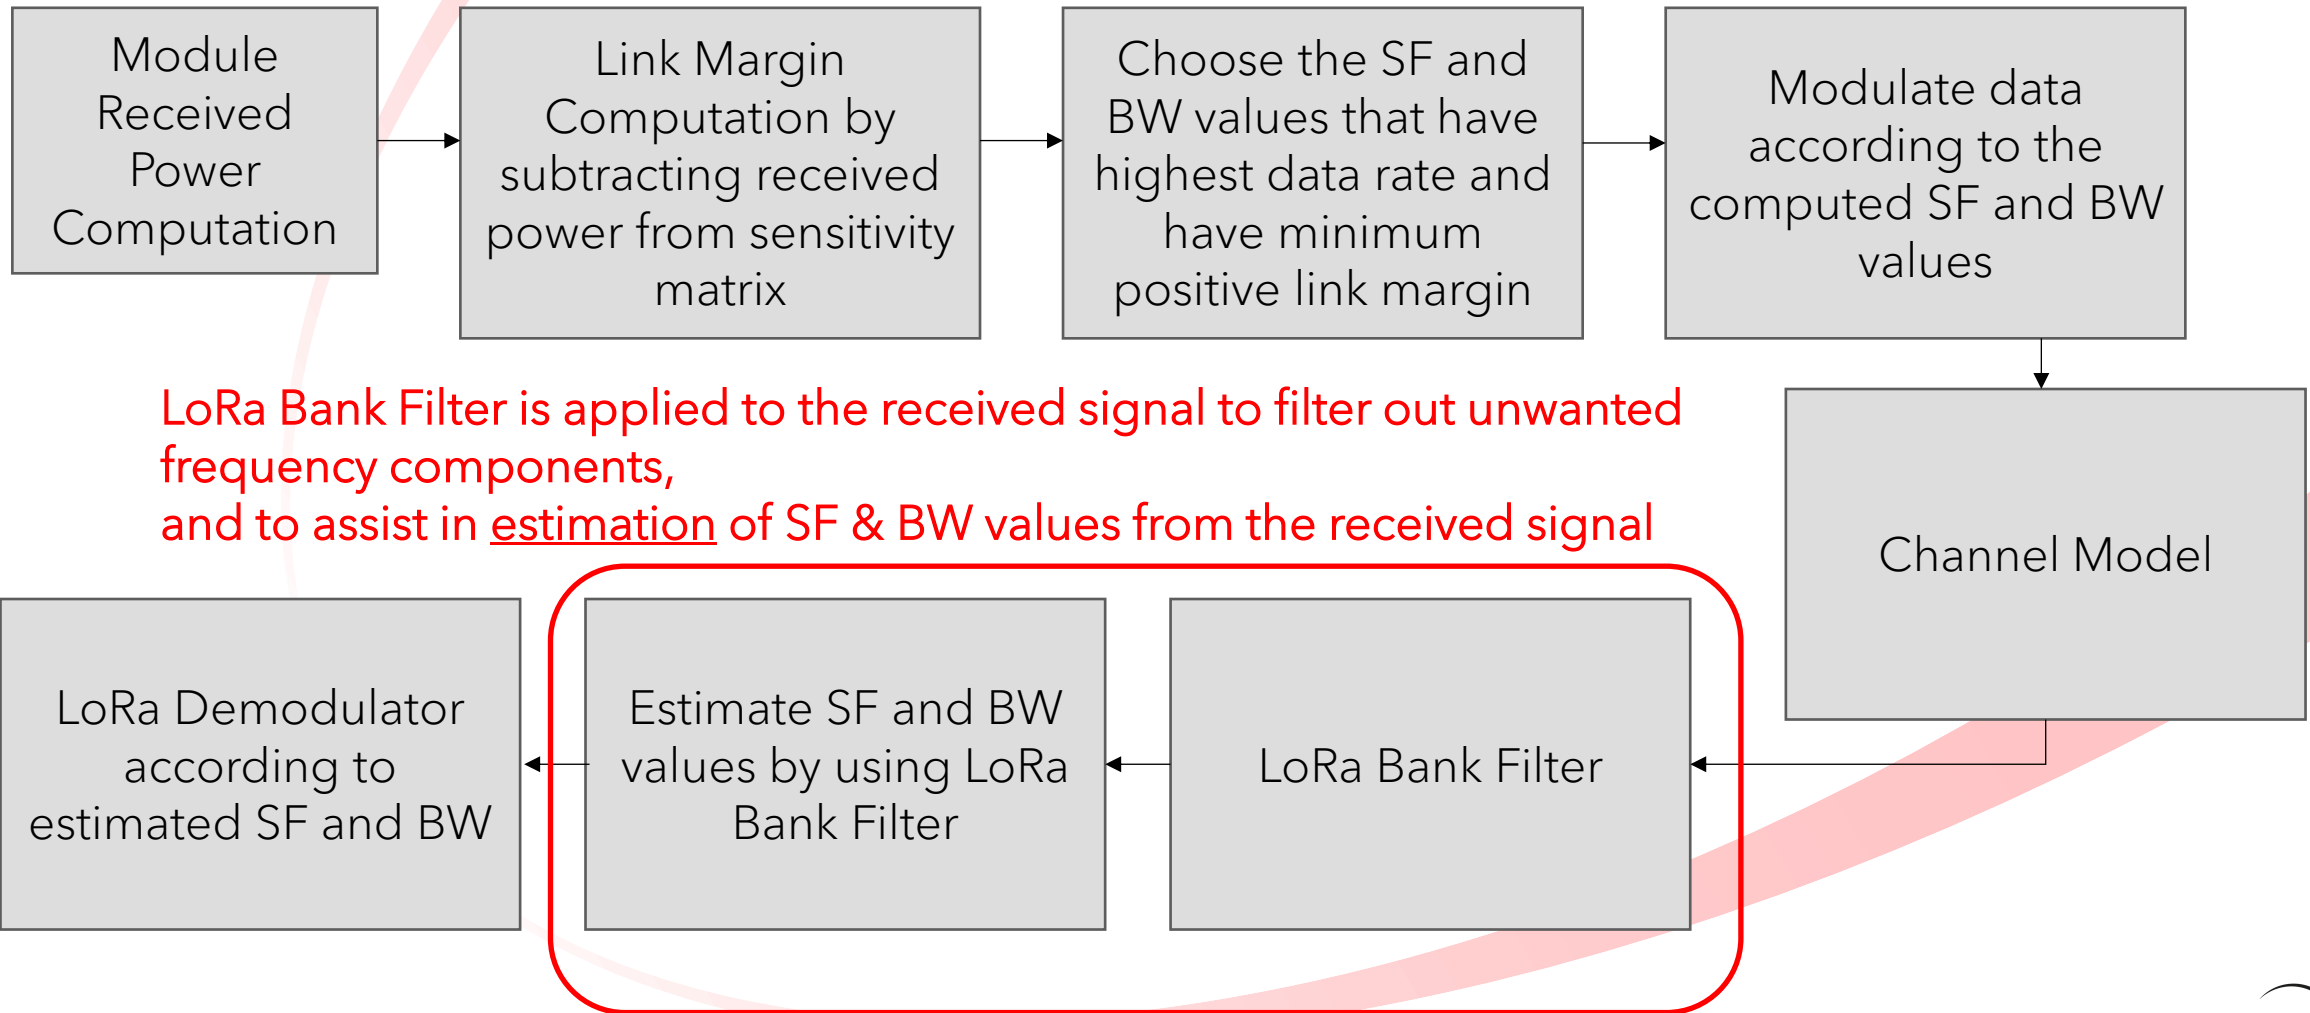 Module
Received
Power
Computation
Link Margin
Computation by
subtracting received
power from sensitivity
matrix
Choose the SF and
BW values that have
highest data rate and
have minimum
positive link margin
Modulate data
according to the
computed SF and BW
values
LoRa Bank Filter is applied to the received signal to filter out unwanted
frequency components,
and to assist in estimation of SF & BW values from the received signal
Channel Model
LoRa Demodulator
according to
estimated SF and BW
Estimate SF and BW
values by using LoRa
Bank Filter
LoRa Bank Filter